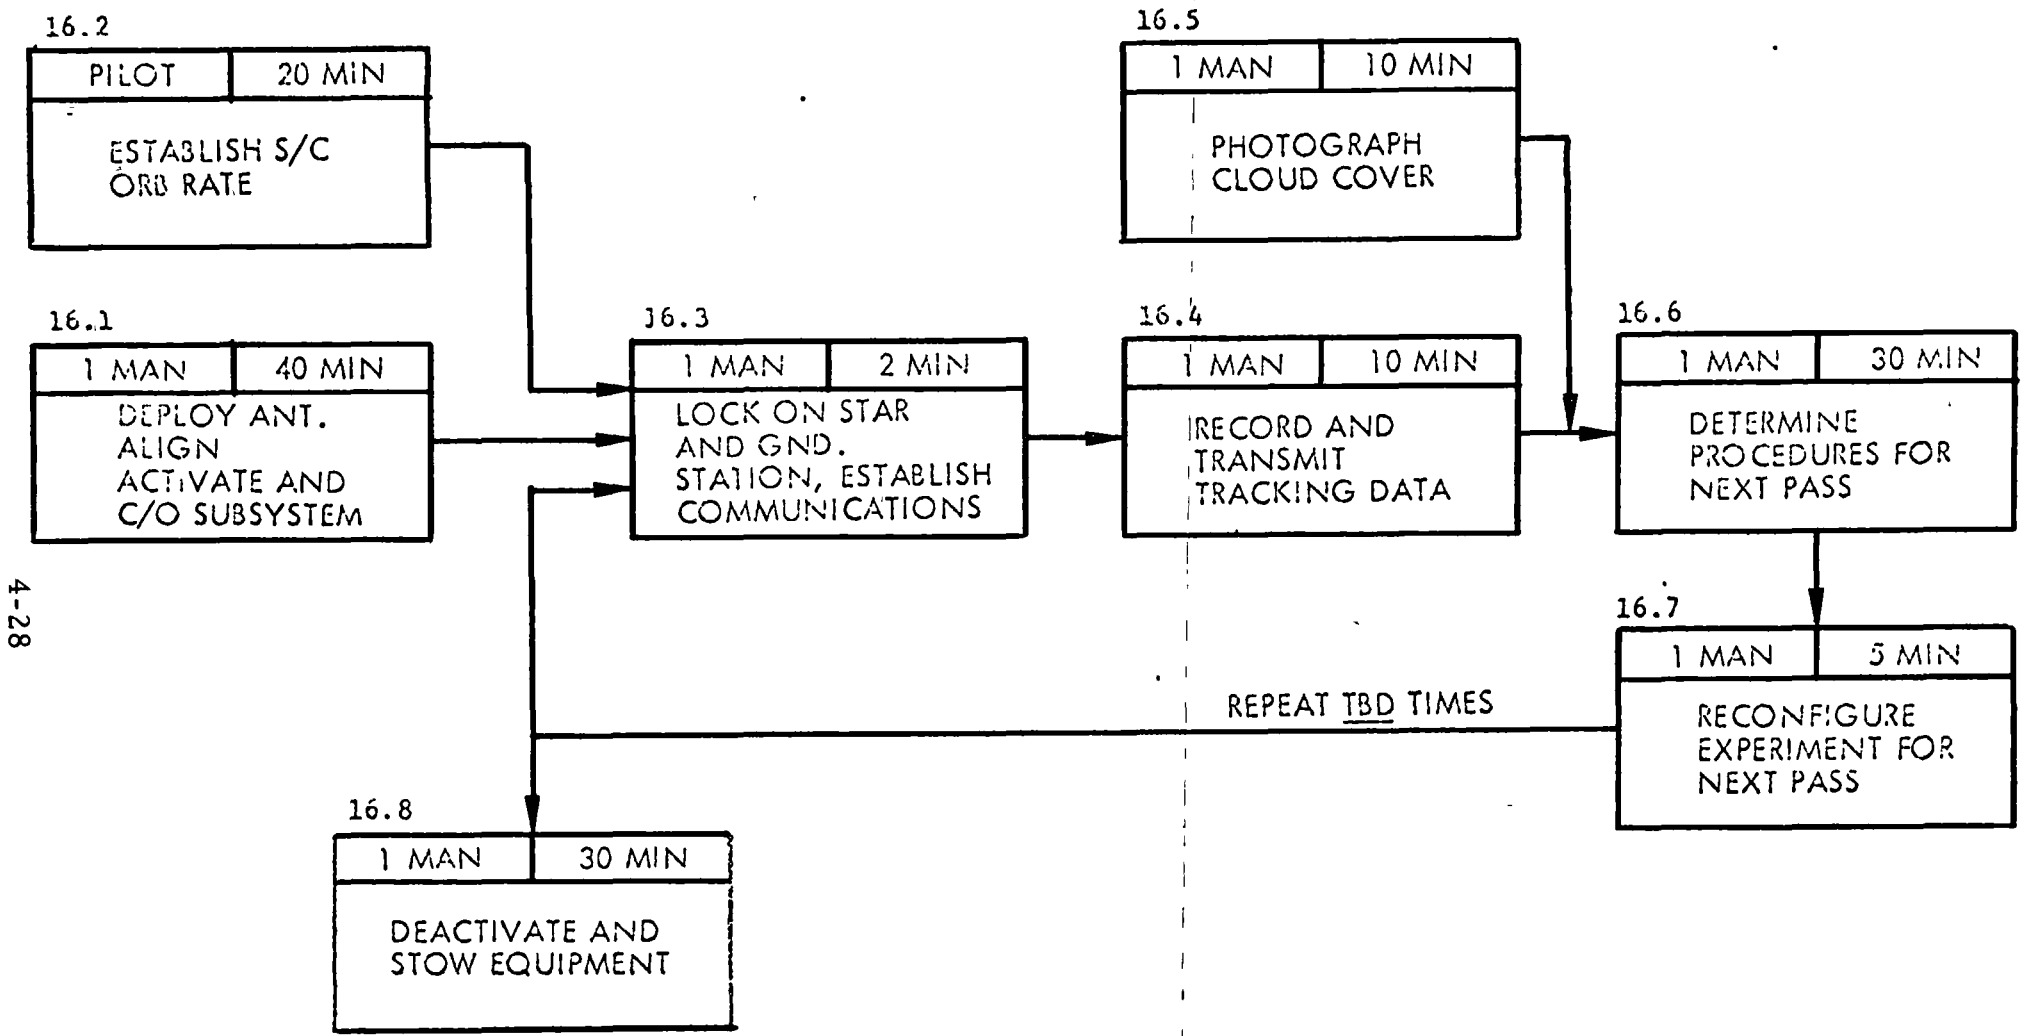 16.2
PILOT 20 MIN
ESTABLISH S/C
ORB RATE
16.5
1 MAN 10 MIN
PHOTOGRAPH
CLOUD COVER
16.1
1 MAN 40 MIN
DEPLOY ANT.
ALIGN
ACTIVATE AND
C/O SUBSYSTEM
16.3
1 MAN 2 MIN
LOCK ON STAR
AND GND.
STATION, ESTABLISH
COMMUNICATIONS
16.4
1 MAN 10 MIN
RECORD AND
TRANSMIT
TRACKING DATA
16.6
1 MAN 30 MIN
DETERMINE
PROCEDURES FOR
NEXT PASS
16.7
1 MAN 5 MIN
RECONFIGURE
EXPERIMENT FOR
NEXT PASS
REPEAT TBD TIMES
16.8
1 MAN 30 MIN
DEACTIVATE AND
STOW EQUIPMENT
4-28